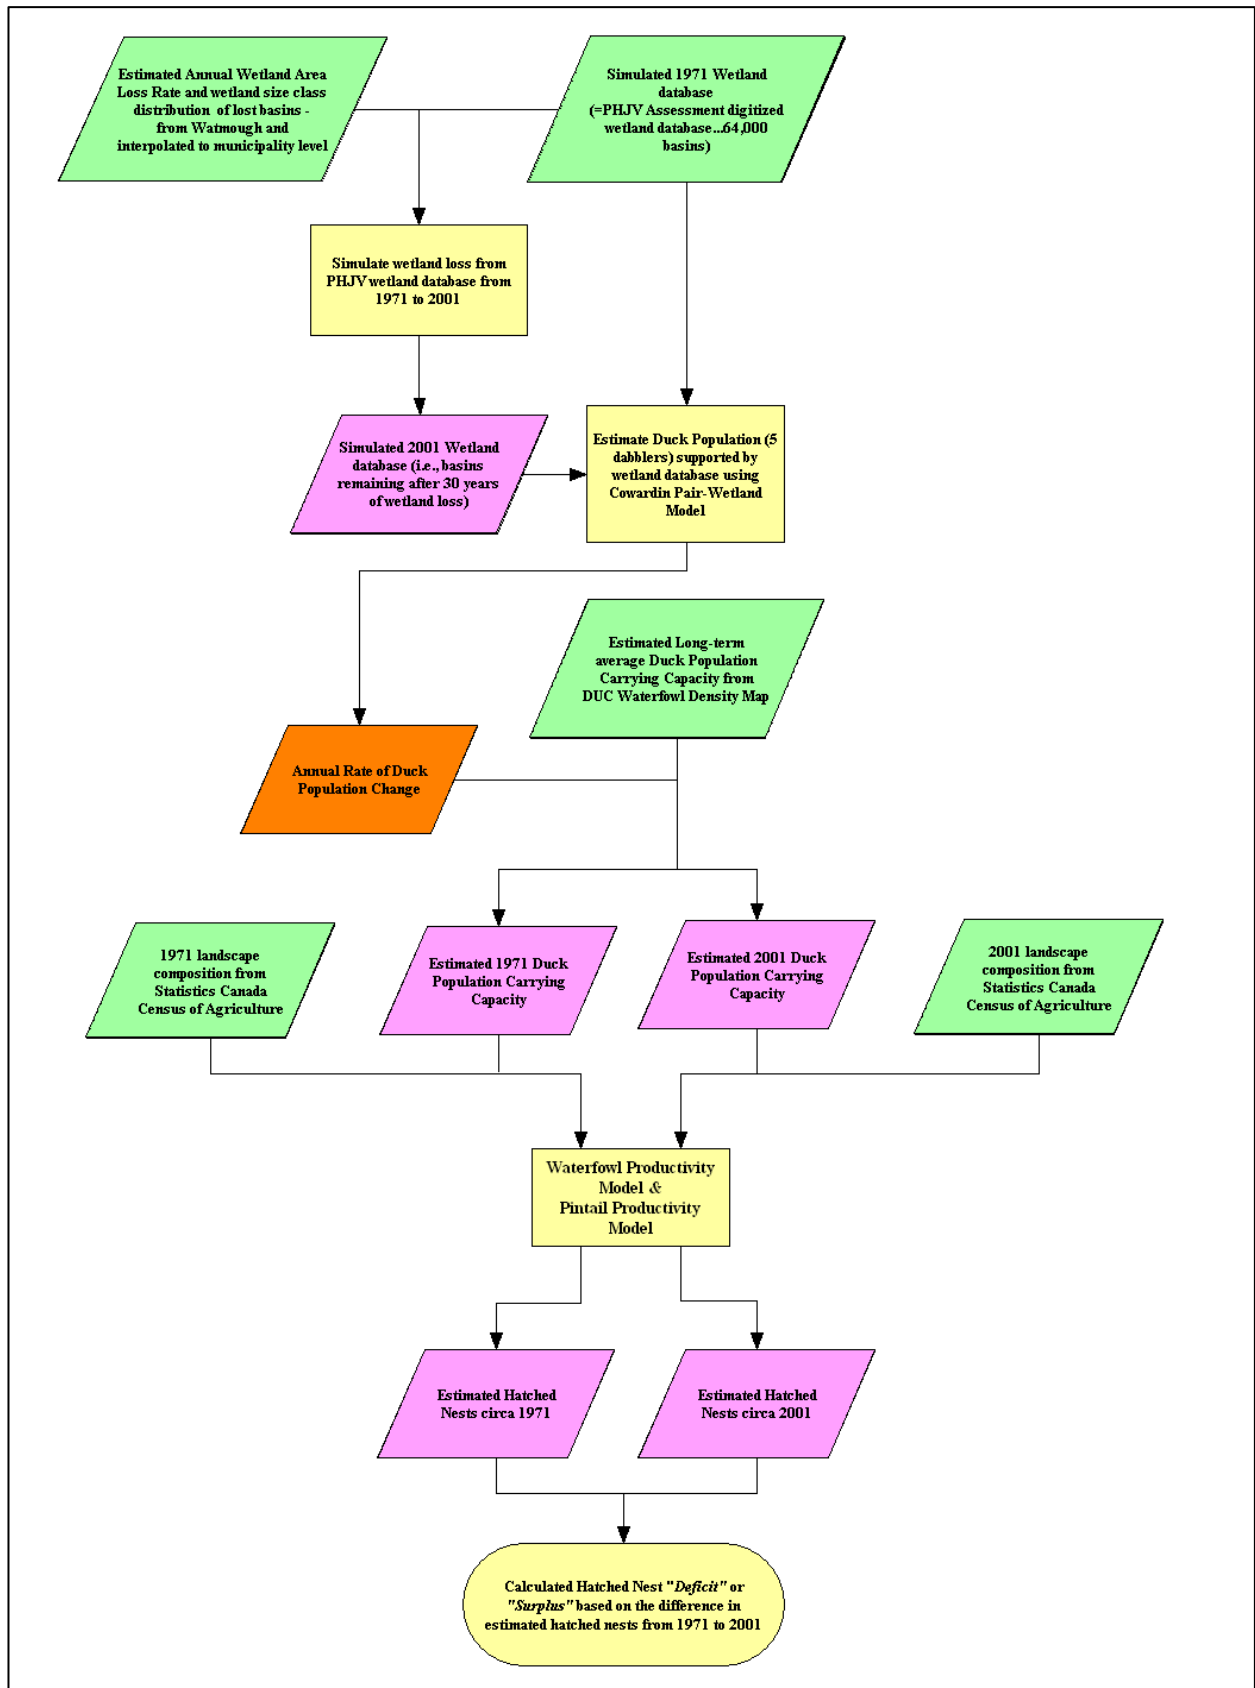 Estimated Annual Wetland Area
Loss Rate and wetland size class
distribution of lost basins -
from Watmough and
interpolated to municipality level
Simulated 1971 Wetland
database
(=PHJV Assessment digitized
wetland database...64,000
basins)
Simulate wetland loss from
PHJV wetland database from
1971 to 2001
Simulated 2001 Wetland
database (i.e., basins
remaining after 30 years
of wetland loss)
Estimate Duck Population (5
dabblers) supported by
wetland database using
Cowardin Pair-Wetland
Model
Estimated Long-term
average Duck Population
Carrying Capacity from
DUC Waterfowl Density Map
Annual Rate of Duck
Population Change
1971 landscape
composition from
Statistics Canada
Census of Agriculture
Estimated 1971 Duck
Population Carrying
Capacity
Estimated 2001 Duck
Population Carrying
Capacity
2001 landscape
composition from
Statistics Canada
Census of Agriculture
Waterfowl Productivity
Model &
Pintail Productivity
Model
Estimated Hatched
Nests circa 1971
Estimated Hatched
Nests circa 2001
Calculated Hatched Nest "Deficit" or
"Surplus" based on the difference in
estimated hatched nests from 1971 to 2001